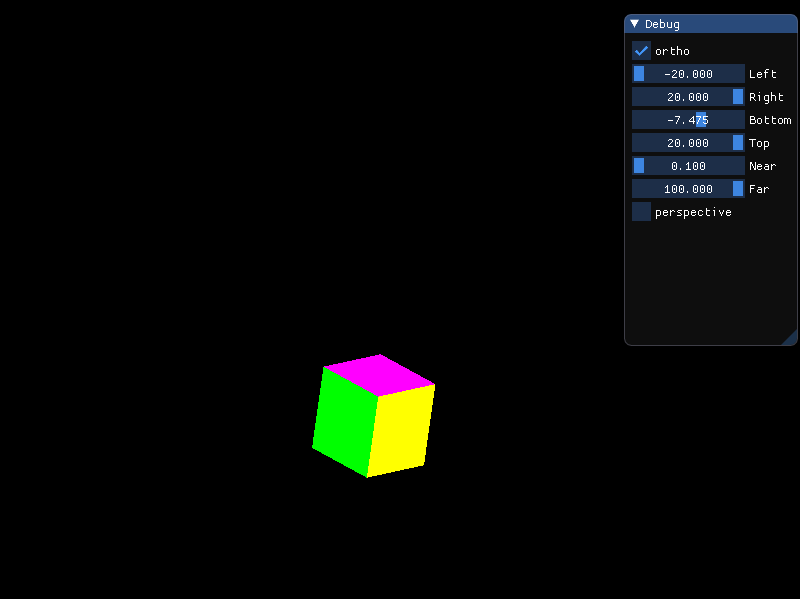 Debug
ortho
-20.000 Left
20.000 Right
-7.475 Bottom
20.000 Top
0.100 Near
100.000 Far
perspective